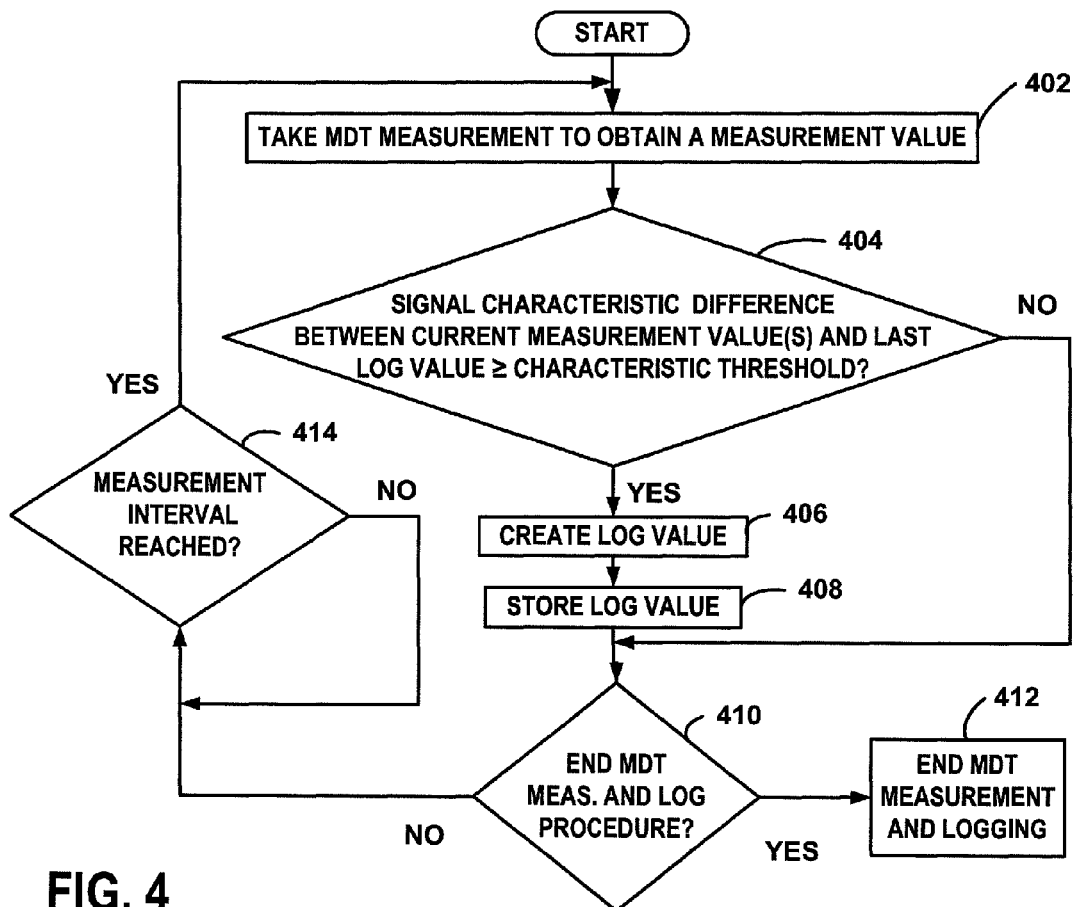 START
402
TAKE MDT MEASUREMENT TO OBTAIN A MEASUREMENT VALUE
404
SIGNAL CHARACTERISTIC DIFFERENCE
BETWEEN CURRENT MEASUREMENT VALUE(S) AND LAST
LOG VALUE ≥ CHARACTERISTIC THRESHOLD?
NO
YES
414
MEASUREMENT
INTERVAL
REACHED?
NO
YES
CREATE LOG VALUE
406
STORE LOG VALUE
408
410
END MDT
MEAS. AND LOG
PROCEDURE?
NO
YES
412
END MDT
MEASUREMENT
AND LOGGING
FIG. 4